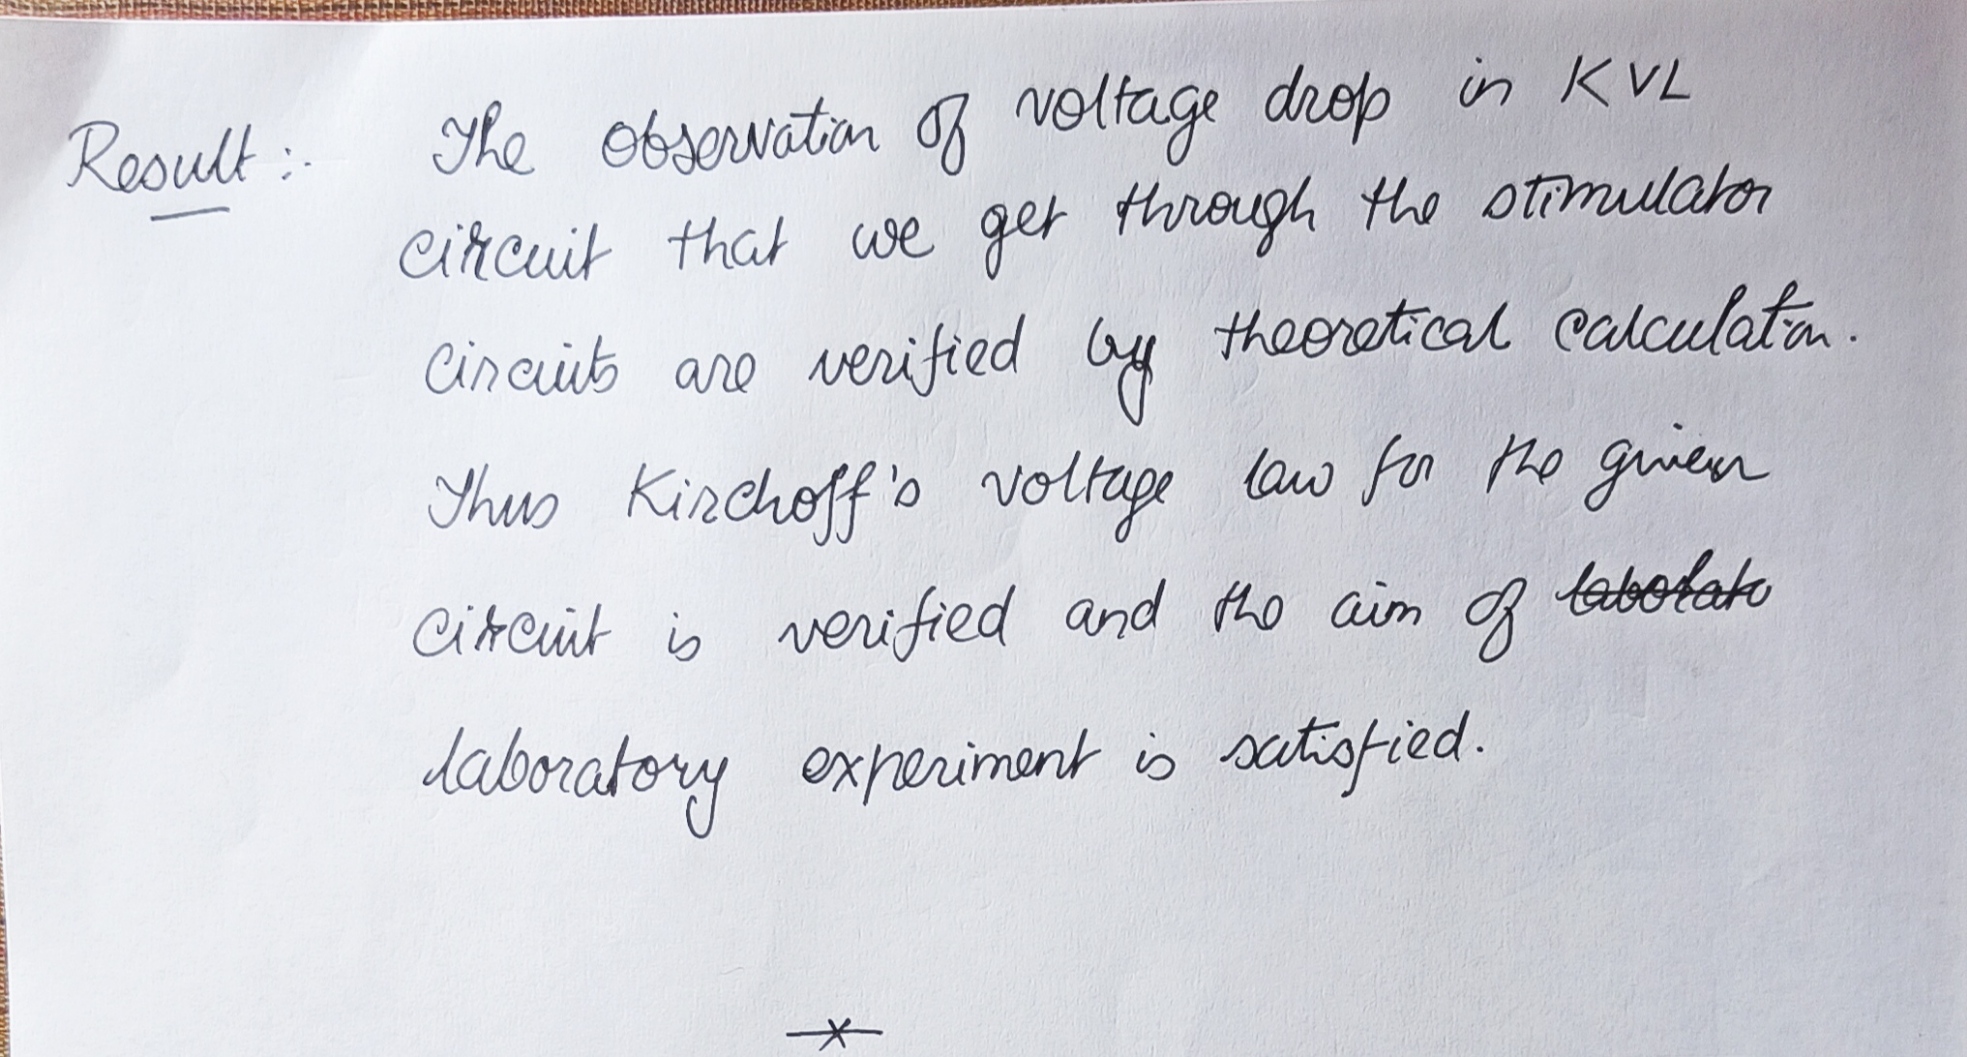 Result :- The observation of voltage drop in KVL
circuit that we get through the stimulator
circuits are verified by theoretical calculation.
Thus Kirchoff's voltage law for the given
circuit is verified and the aim of ~~laborato~~
laboratory experiment is satisfied.